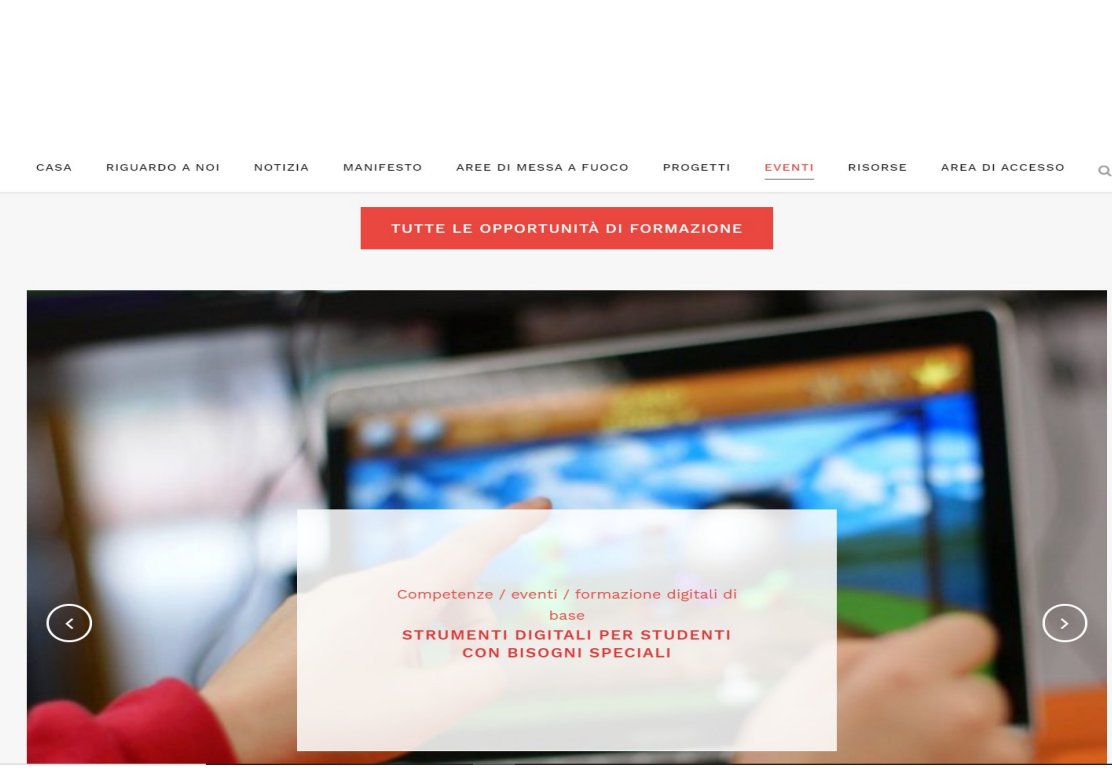 CASA RIGUARDO A NOI NOTIZIA MANIFESTO AREE DI MESSA A FUOCO PROGETTI EVENTI RISORSE AREA DI ACCESSO
TUTTE LE OPPORTUNITÀ DI FORMAZIONE
Competenze / eventi / formazione digitali di
base
STRUMENTI DIGITALI PER STUDENTI
CON BISOGNI SPECIALI